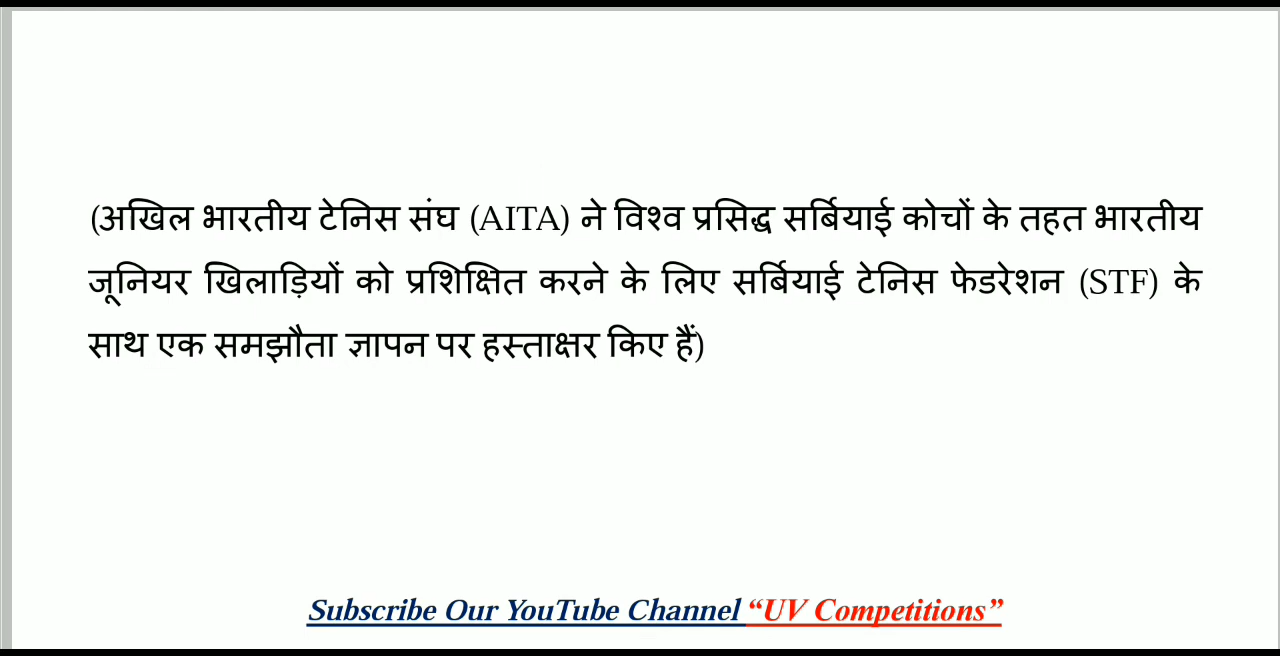 (अखिल भारतीय टेनिस संघ (AITA) ने विश्व प्रसिद्ध सर्बियाई कोचों के तहत भारतीय
जूनियर खिलाड़ियों को प्रशिक्षित करने के लिए सर्बियाई टेनिस फेडरेशन (STF) के
साथ एक समझौता ज्ञापन पर हस्ताक्षर किए हैं)
Subscribe Our YouTube Channel “UV Competitions”